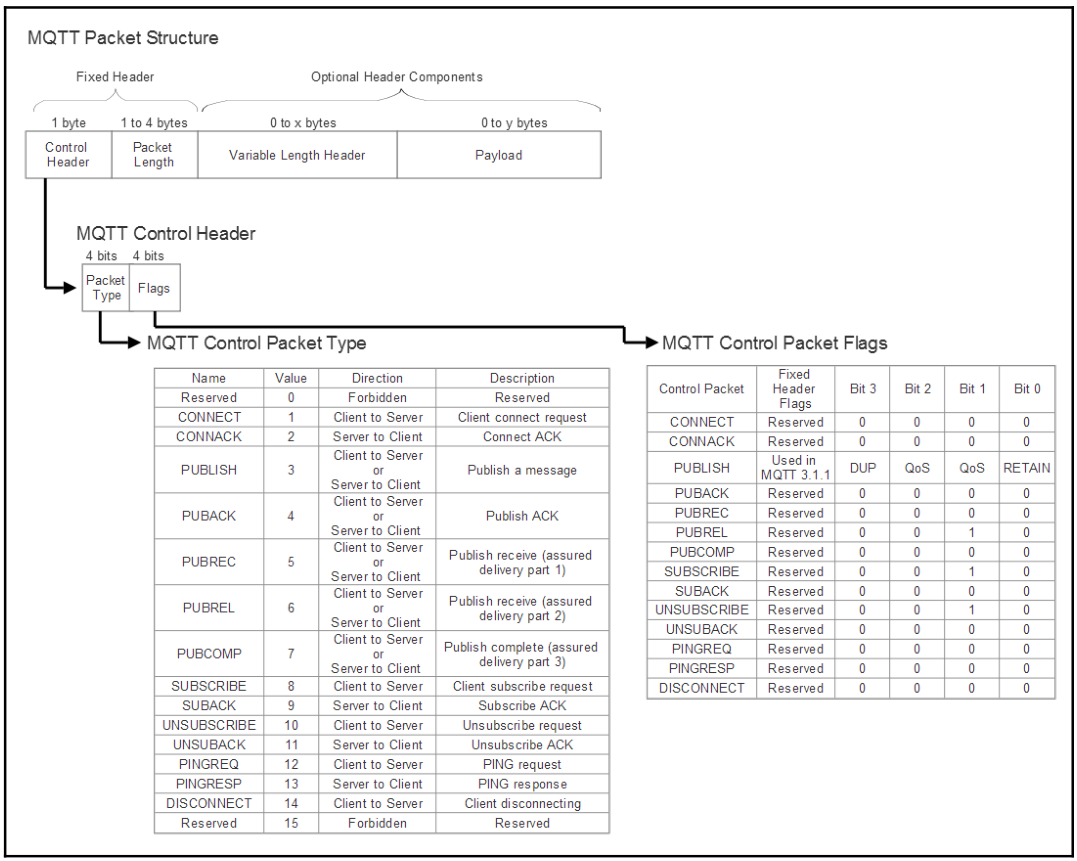 MQTT Packet Structure
Fixed Header Optional Header Components
1 byte 1 to 4 bytes 0 to x bytes 0 to y bytes
Control Header Packet Length Variable Length Header Payload
MQTT Control Header
4 bits 4 bits
Packet Type Flags
MQTT Control Packet Type
Name Value Direction Description
Reserved 0 Forbidden Reserved
CONNECT 1 Client to Server Client connect request
CONNACK 2 Server to Client Connect ACK
PUBLISH 3 Client to Server or Server to Client Publish a message
PUBACK 4 Client to Server or Server to Client Publish ACK
PUBREC 5 Client to Server or Server to Client Publish receive (assured delivery part 1)
PUBREL 6 Client to Server or Server to Client Publish receive (assured delivery part 2)
PUBCOMP 7 Client to Server or Server to Client Publish complete (assured delivery part 3)
SUBSCRIBE 8 Client to Server Client subscribe request
SUBACK 9 Server to Client Subscribe ACK
UNSUBSCRIBE 10 Client to Server Unsubscribe request
UNSUBACK 11 Server to Client Unsubscribe ACK
PINGREQ 12 Client to Server PING request
PINGRESP 13 Server to Client PING response
DISCONNECT 14 Client to Server Client disconnecting
Reserved 15 Forbidden Reserved
MQTT Control Packet Flags
Control Packet Fixed Header Flags Bit 3 Bit 2 Bit 1 Bit 0
CONNECT Reserved 0 0 0 0
CONNACK Reserved 0 0 0 0
PUBLISH Used in MQTT 3.1.1 DUP QoS QoS RETAIN
PUBACK Reserved 0 0 0 0
PUBREC Reserved 0 0 0 0
PUBREL Reserved 0 0 1 0
PUBCOMP Reserved 0 0 0 0
SUBSCRIBE Reserved 0 0 1 0
SUBACK Reserved 0 0 0 0
UNSUBSCRIBE Reserved 0 0 1 0
UNSUBACK Reserved 0 0 0 0
PINGREQ Reserved 0 0 0 0
PINGRESP Reserved 0 0 0 0
DISCONNECT Reserved 0 0 0 0